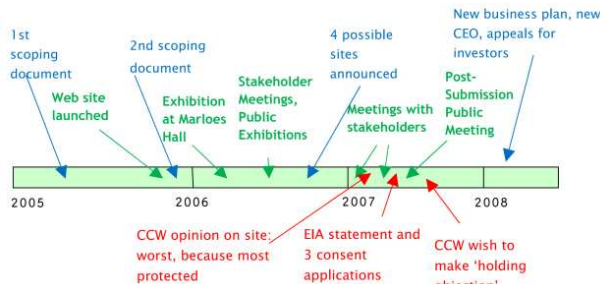 1st
scoping
document
Web site
launched
2nd scoping
document
Exhibition
at Marloes
Hall
Stakeholder
Meetings,
Public
Exhibitions
4 possible
sites
announced
Meetings with
stakeholders
Post-
Submission
Public
Meeting
New business plan, new
CEO, appeals for
investors
2005
2006
2007
2008
CCW opinion on site:
worst, because most
protected
EIA statement and
3 consent
applications
CCW wish to
make ‘holding
objection’